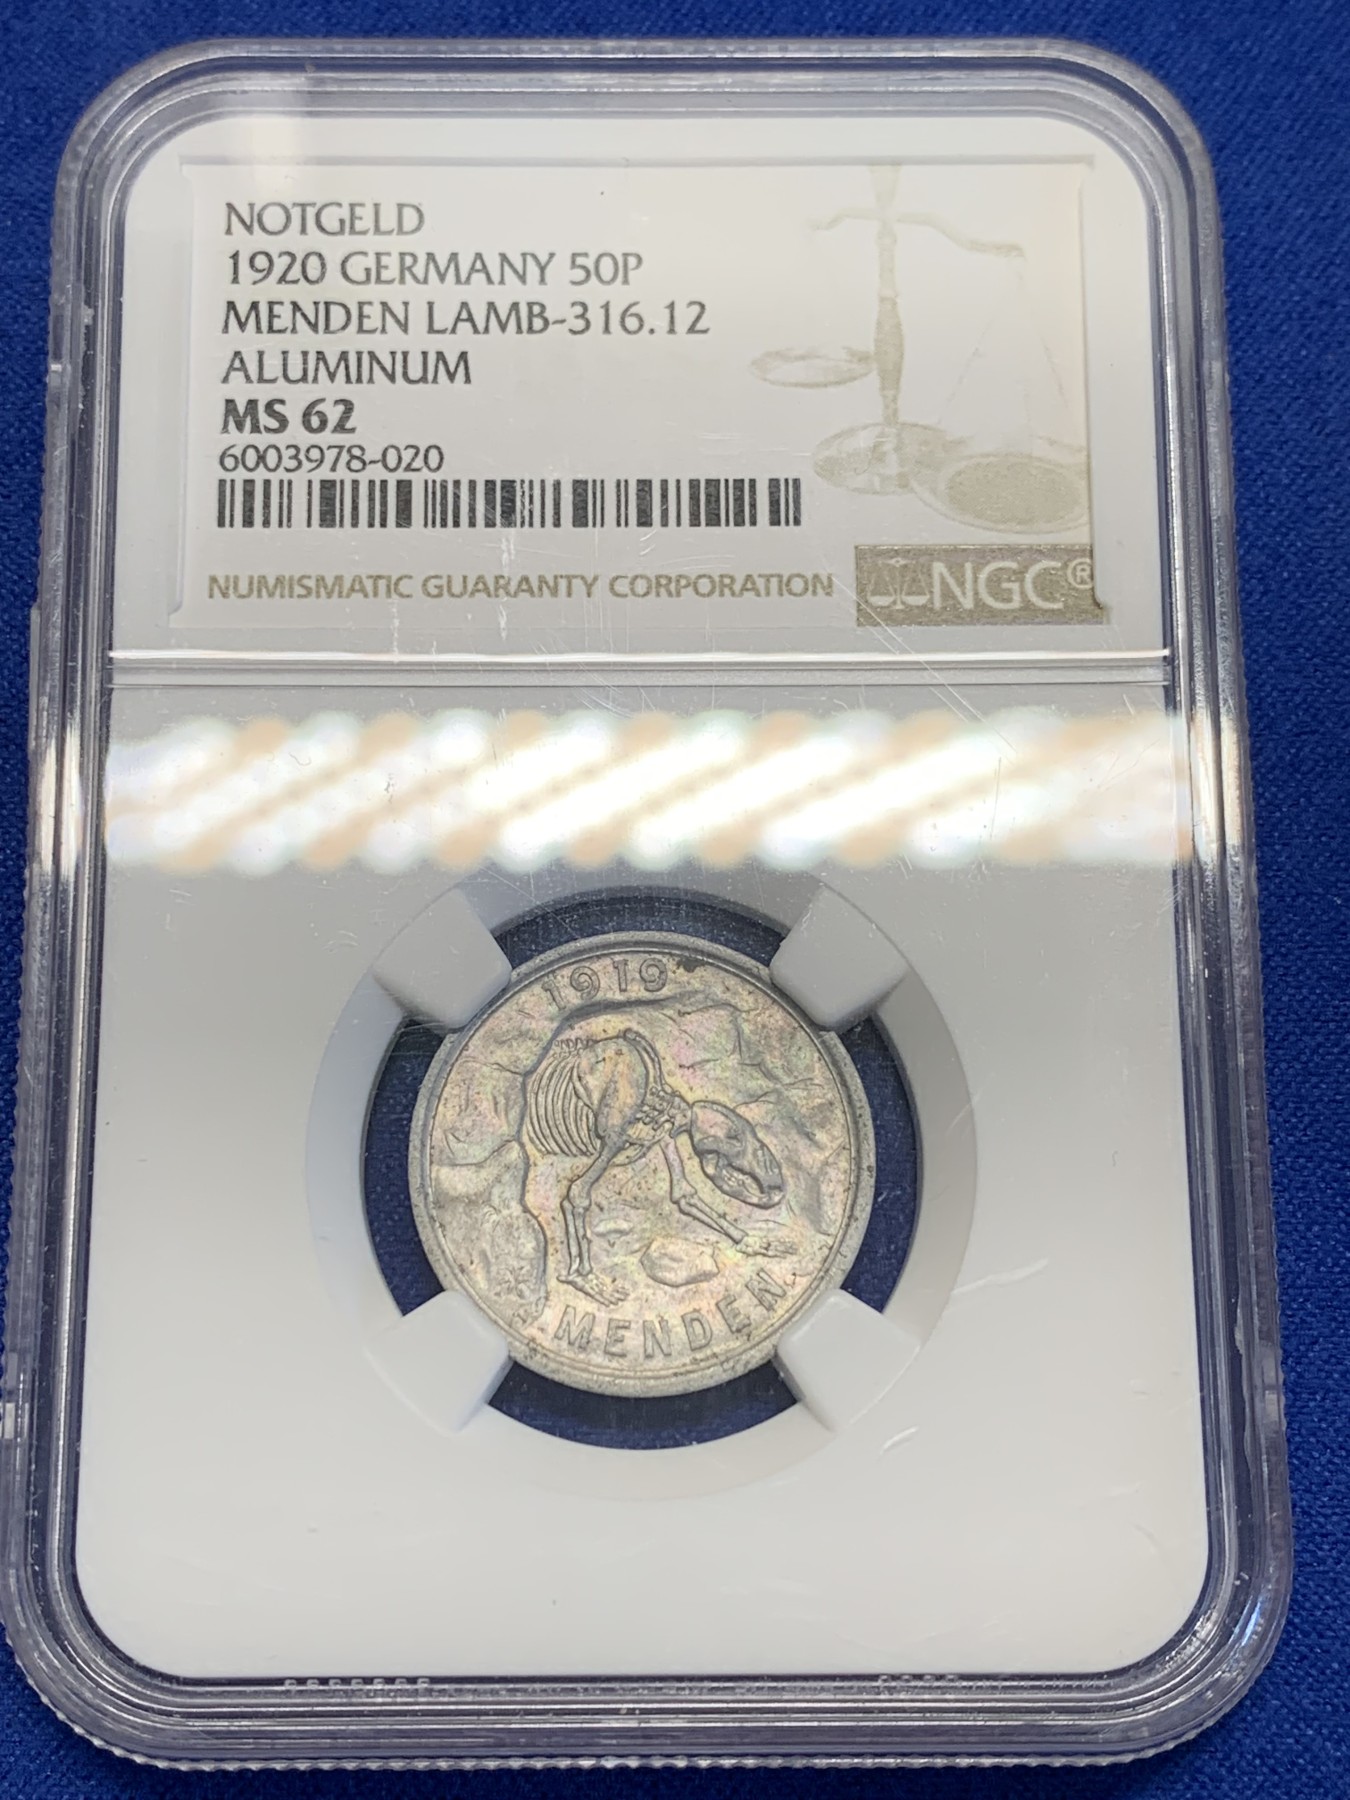 NOTGELD
1920 GERMANY 50P
MENDEN LAMB-316.12
ALUMINUM
MS 62
6003978-020
NUMISMATIC GUARANTY CORPORATION
NGC®
1919
MENDEN